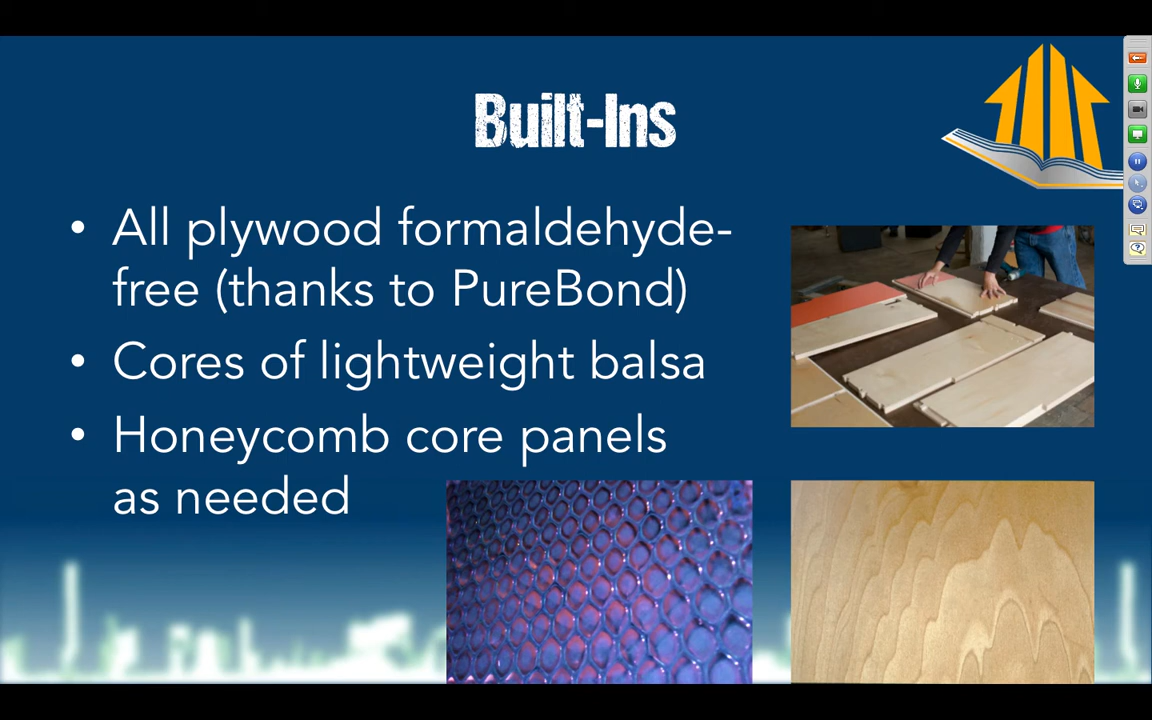 Built-Ins
• All plywood formaldehyde-
free (thanks to PureBond)
• Cores of lightweight balsa
• Honeycomb core panels
as needed